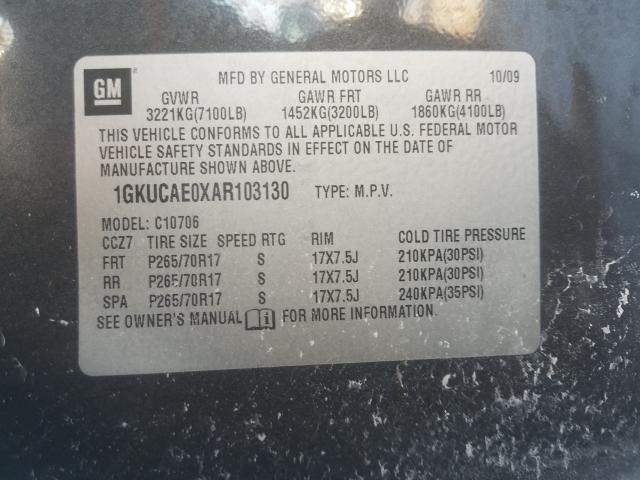 GM ® MFD BY GENERAL MOTORS LLC 10/09
GVWR GAWR FRT GAWR RR
3221KG(7100LB) 1452KG(3200LB) 1860KG(4100LB)
THIS VEHICLE CONFORMS TO ALL APPLICABLE U.S. FEDERAL MOTOR
VEHICLE SAFETY STANDARDS IN EFFECT ON THE DATE OF
MANUFACTURE SHOWN ABOVE.
1GKUCAE0XAR103130 TYPE: M.P.V.
MODEL: C10706
CCZ7 TIRE SIZE SPEED RTG RIM COLD TIRE PRESSURE
FRT P265/70R17 S 17X7.5J 210KPA(30PSI)
RR P265/70R17 S 17X7.5J 210KPA(30PSI)
SPA P265/70R17 S 17X7.5J 240KPA(35PSI)
SEE OWNER'S MANUAL FOR MORE INFORMATION.